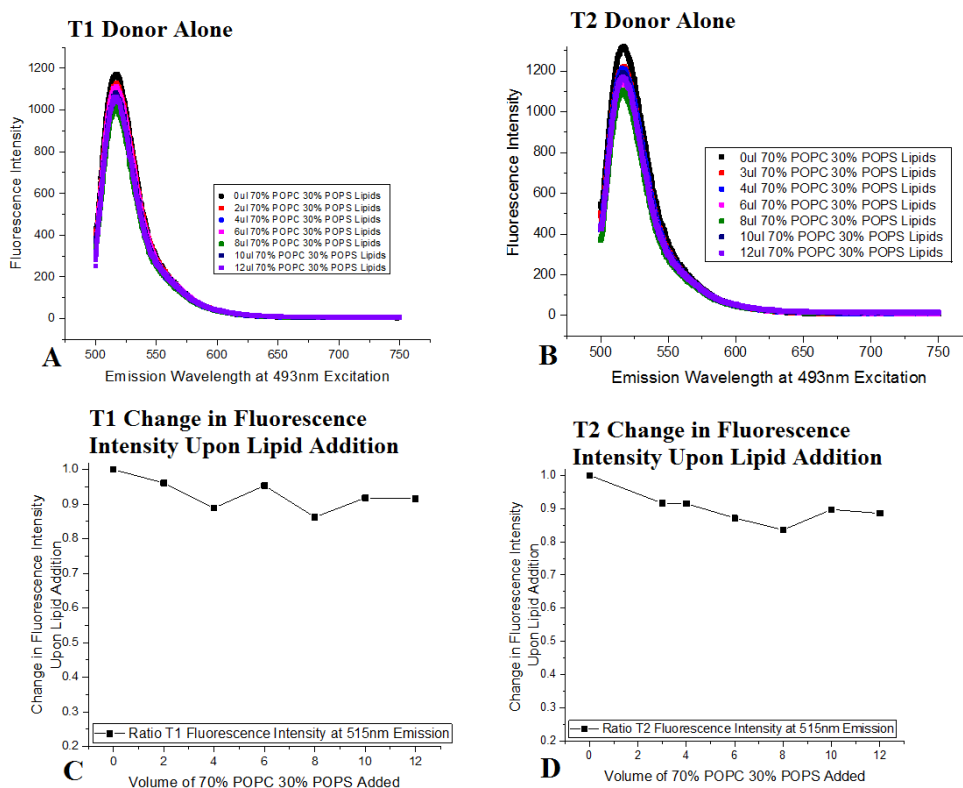 T1 Donor Alone
1200
1000
800
600
400
200
0
Fluorescence Intensity
0ul 70% POPC 30% POPS Lipids
2ul 70% POPC 30% POPS Lipids
4ul 70% POPC 30% POPS Lipids
6ul 70% POPC 30% POPS Lipids
8ul 70% POPC 30% POPS Lipids
10ul 70% POPC 30% POPS Lipids
12ul 70% POPC 30% POPS Lipids
500 550 600 650 700 750
A
Emission Wavelength at 493nm Excitation
T2 Donor Alone
1200
1000
800
600
400
200
0
Fluorescence Intensity
0ul 70% POPC 30% POPS Lipids
3ul 70% POPC 30% POPS Lipids
4ul 70% POPC 30% POPS Lipids
6ul 70% POPC 30% POPS Lipids
8ul 70% POPC 30% POPS Lipids
10ul 70% POPC 30% POPS Lipids
12ul 70% POPC 30% POPS Lipids
500 550 600 650 700 750
B
Emission Wavelength at 493nm Excitation
T1 Change in Fluorescence
Intensity Upon Lipid Addition
1.0
0.9
0.8
0.7
0.6
0.5
0.4
0.3
0.2
Change in Fluorescence Intensity
Upon Lipid Addition
Ratio T1 Fluorescence Intensity at 515nm Emission
0 2 4 6 8 10 12
C
Volume of 70% POPC 30% POPS Added
T2 Change in Fluorescence
Intensity Upon Lipid Addition
1.0
0.9
0.8
0.7
0.6
0.5
0.4
0.3
0.2
Change in Fluorescence Intensity
Upon Lipid Addition
Ratio T2 Fluorescence Intensity at 515nm Emission
0 2 4 6 8 10 12
D
Volume of 70% POPC 30% POPS Added